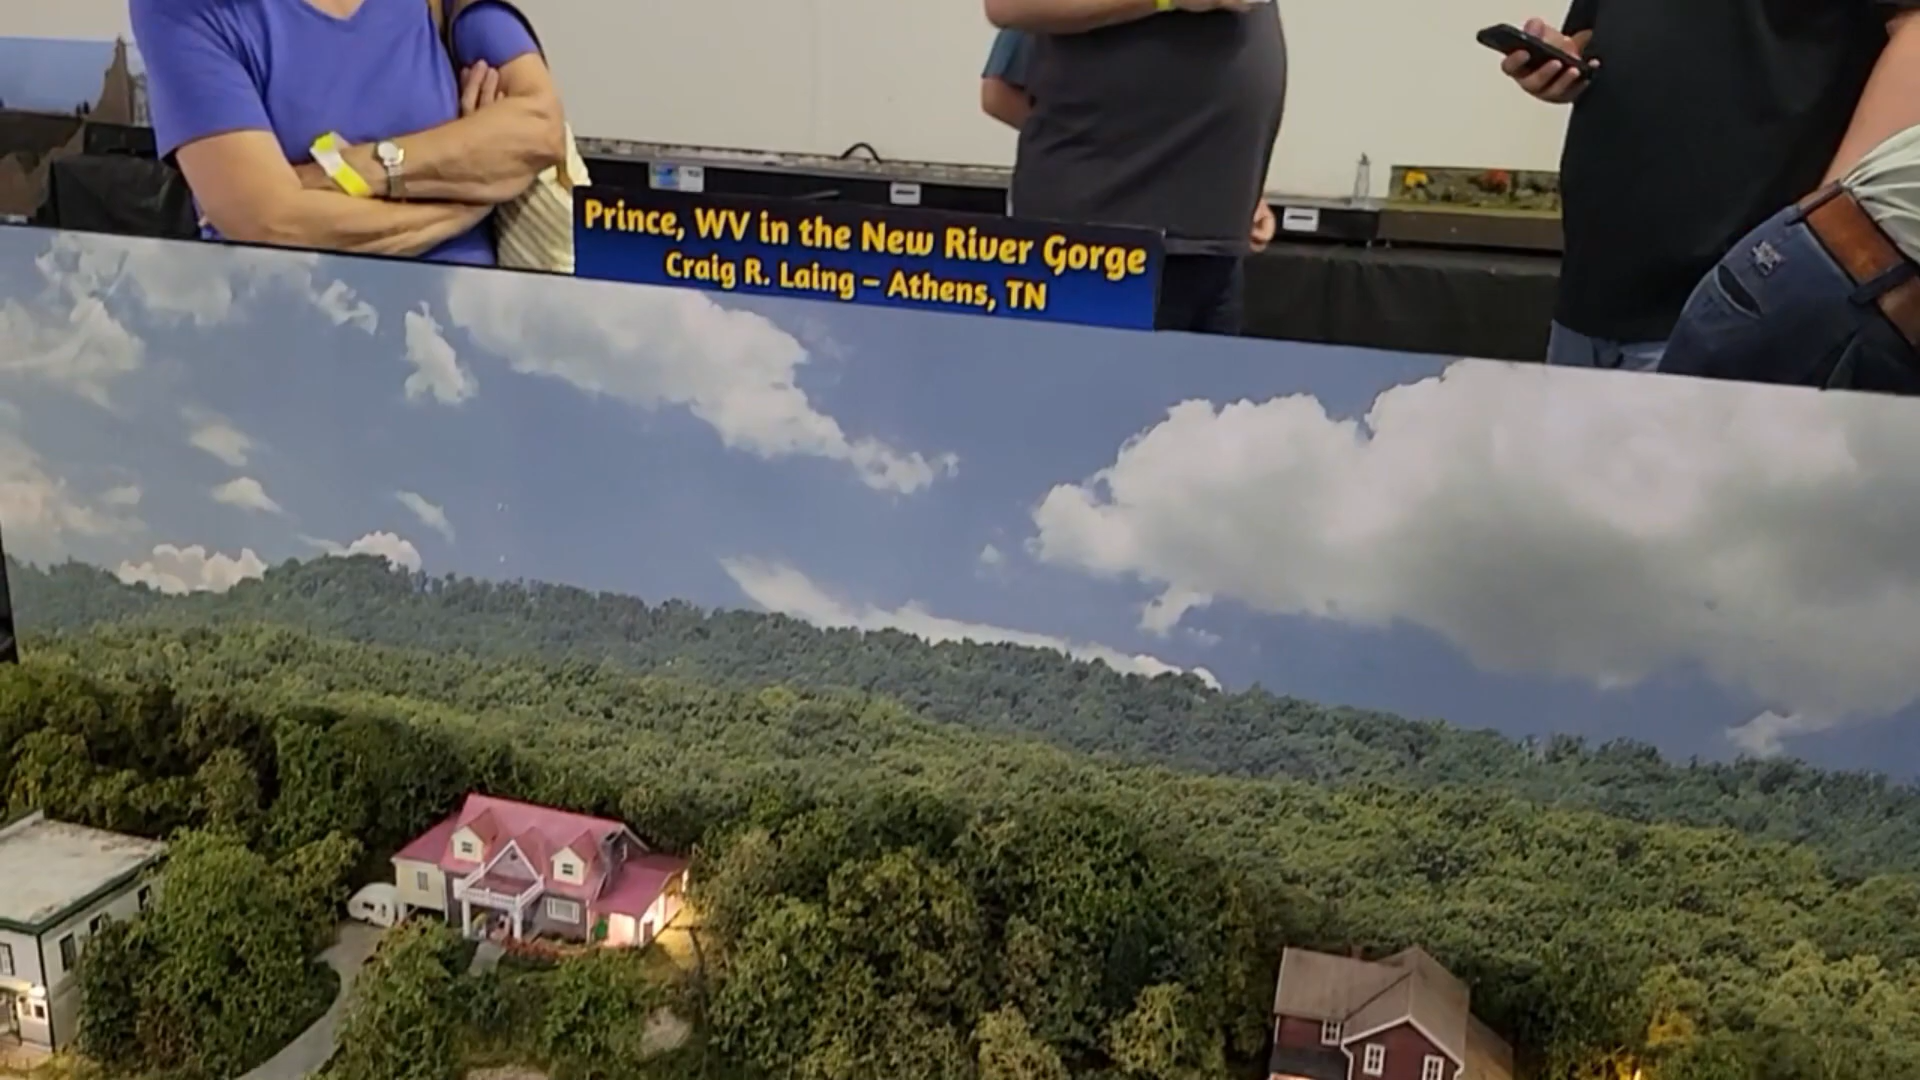 Prince, WV in the New River Gorge
Craig R. Laing – Athens, TN